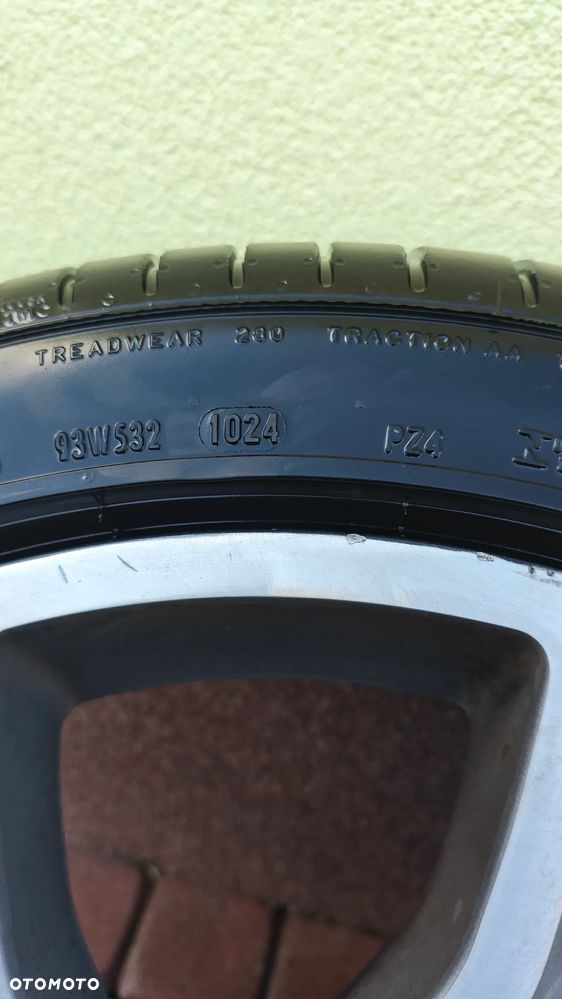 TREADWEAR 280 TRACTION AA
93W532 1024 PZ4
OTOMOTO